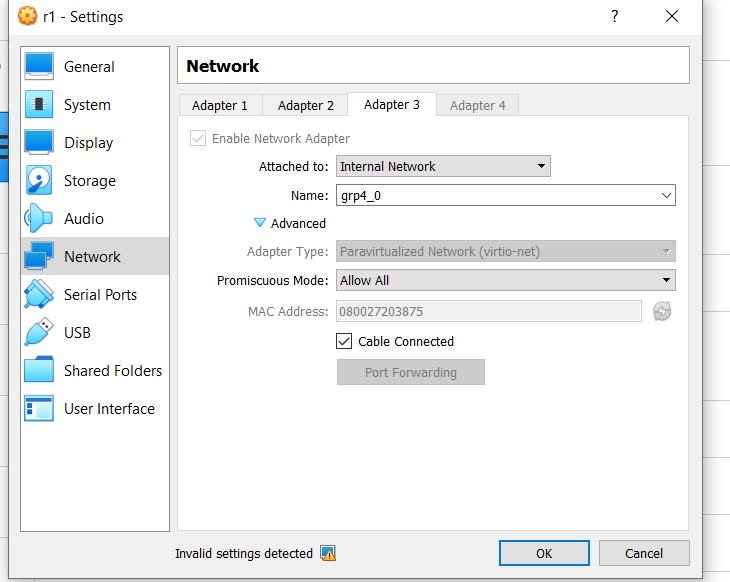 r1 - Settings
?
General
System
Display
Storage
Audio
Network
Serial Ports
USB
Shared Folders
User Interface
Network
Adapter 1 Adapter 2 Adapter 3 Adapter 4
Enable Network Adapter
Attached to: Internal Network
Name: grp4_0
Advanced
Adapter Type: Paravirtualized Network (virtio-net)
Promiscuous Mode: Allow All
MAC Address: 080027203875
Cable Connected
Port Forwarding
Invalid settings detected
OK Cancel